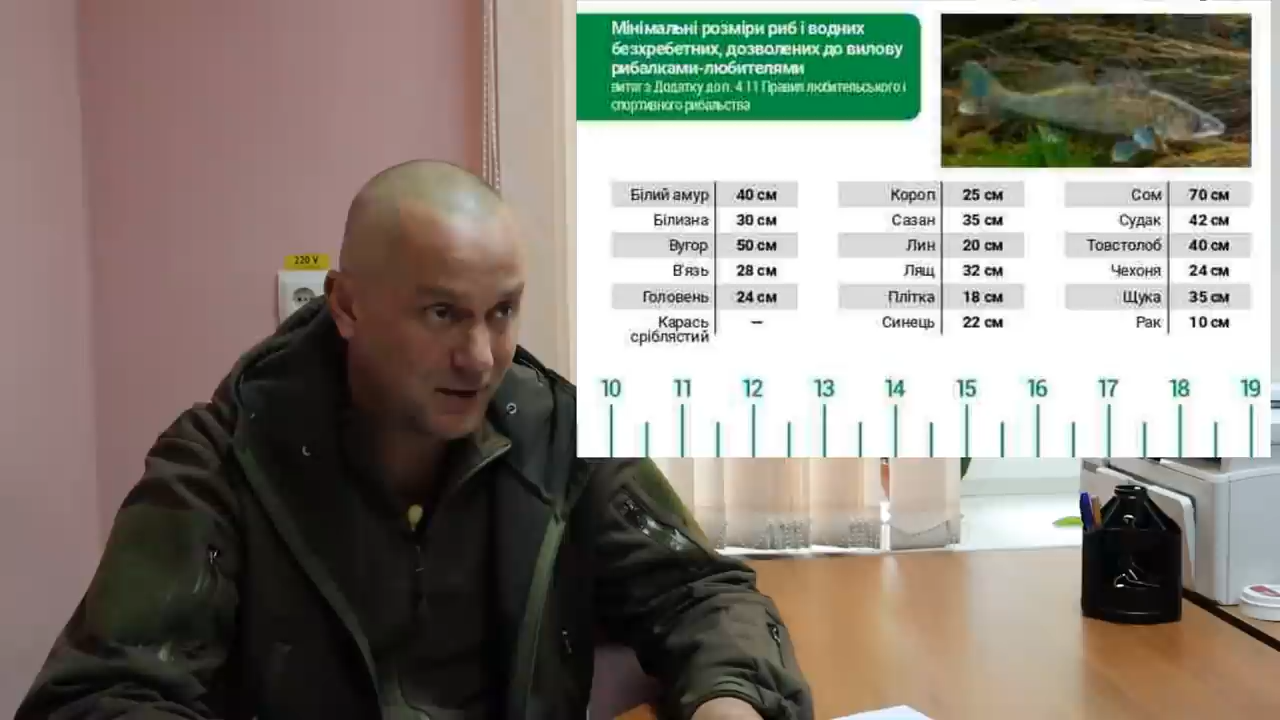 Мінімальні розміри риб і водних
безхребетних, дозволених до вилову
рибалками-любителями
витяг з Додатку до п. 4.11 Правил любительського і
спортивного рибальства
Білий амур 40 см
Білизна 30 см
Вугор 50 см
В'язь 28 см
Головень 24 см
Карась –
сріблястий
Короп 25 см
Сазан 35 см
Лин 20 см
Лящ 32 см
Плітка 18 см
Синець 22 см
Сом 70 см
Судак 42 см
Товстолоб 40 см
Чехоня 24 см
Щука 35 см
Рак 10 см
10 11 12 13 14 15 16 17 18 19
220 V